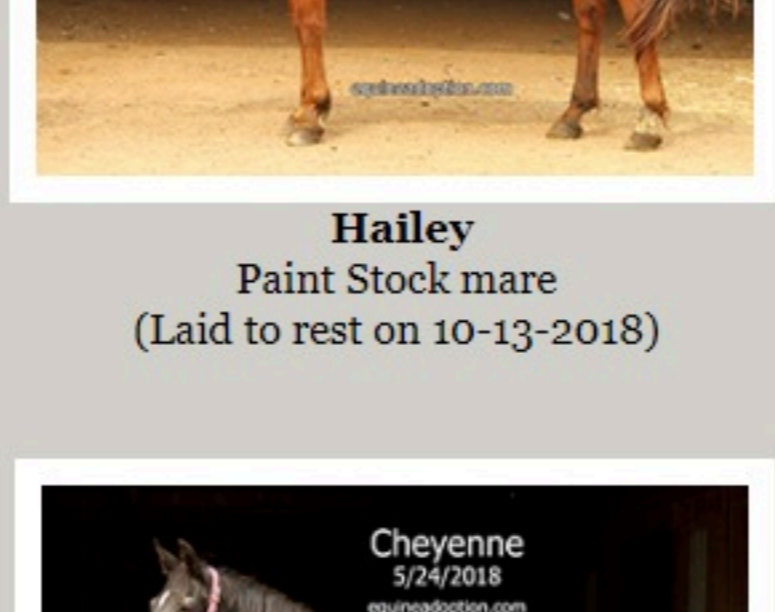 equineadoption.com
Hailey
Paint Stock mare
(Laid to rest on 10-13-2018)
Cheyenne
5/24/2018
equineadoption.com